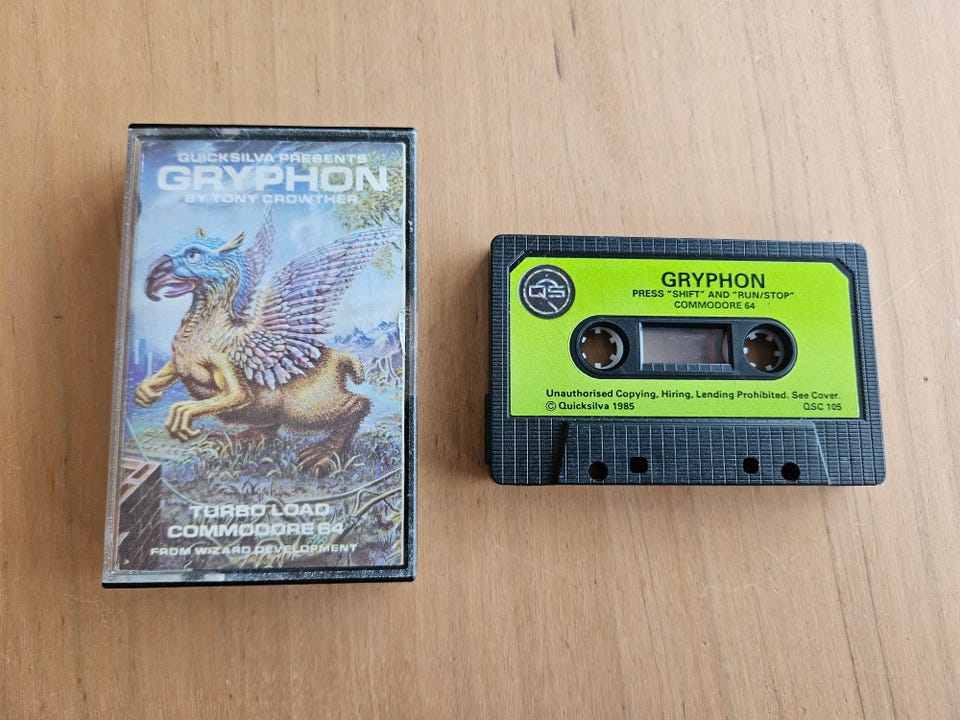 QUICKSILVA PRESENTS
GRYPHON
BY TONY CROWTHER
TURBO LOAD
COMMODORE 64
FROM WIZARD DEVELOPMENT
QS
GRYPHON
PRESS "SHIFT" AND "RUN/STOP"
COMMODORE 64
Unauthorised Copying, Hiring, Lending Prohibited. See Cover.
© Quicksilva 1985 QSC 105